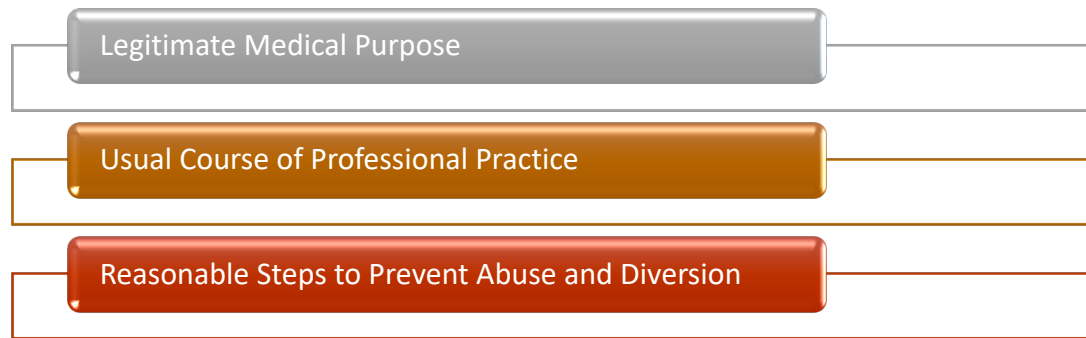 Legitimate Medical Purpose
Usual Course of Professional Practice
Reasonable Steps to Prevent Abuse and Diversion